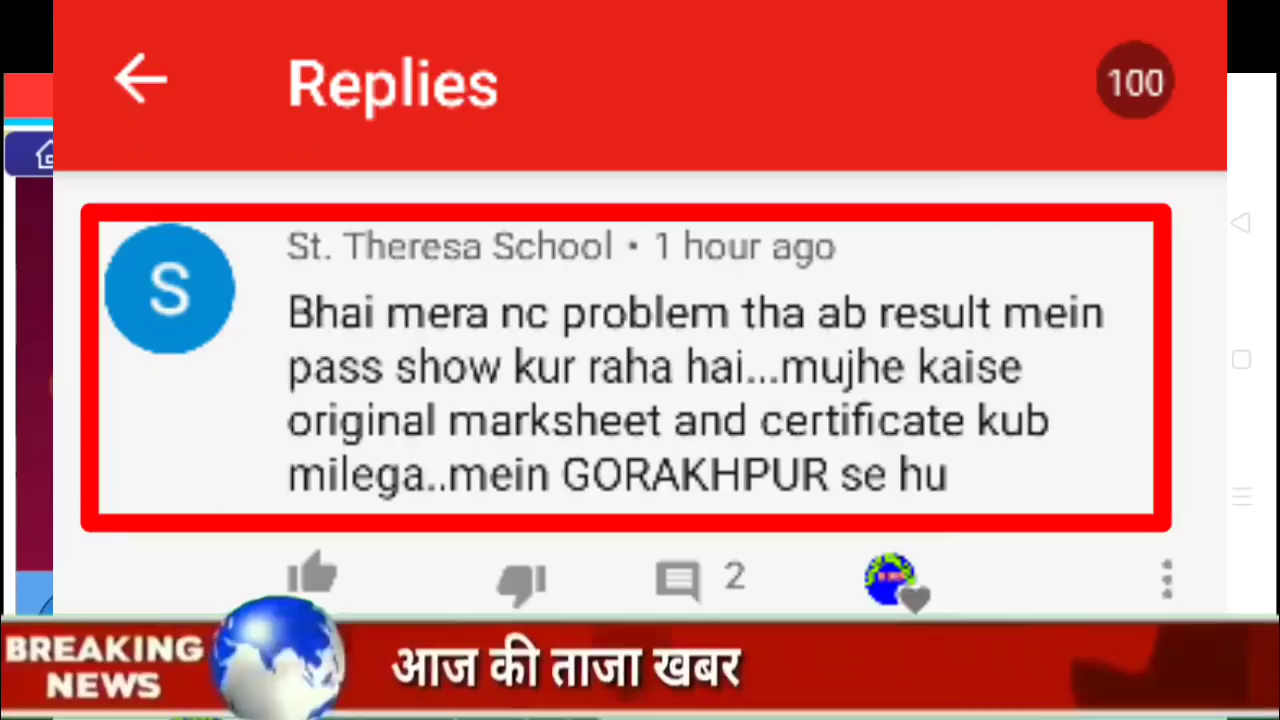 Replies
100
S
St. Theresa School • 1 hour ago
Bhai mera nc problem tha ab result mein
pass show kur raha hai...mujhe kaise
original marksheet and certificate kub
milega..mein GORAKHPUR se hu
2
BREAKING
NEWS
आज की ताजा खबर